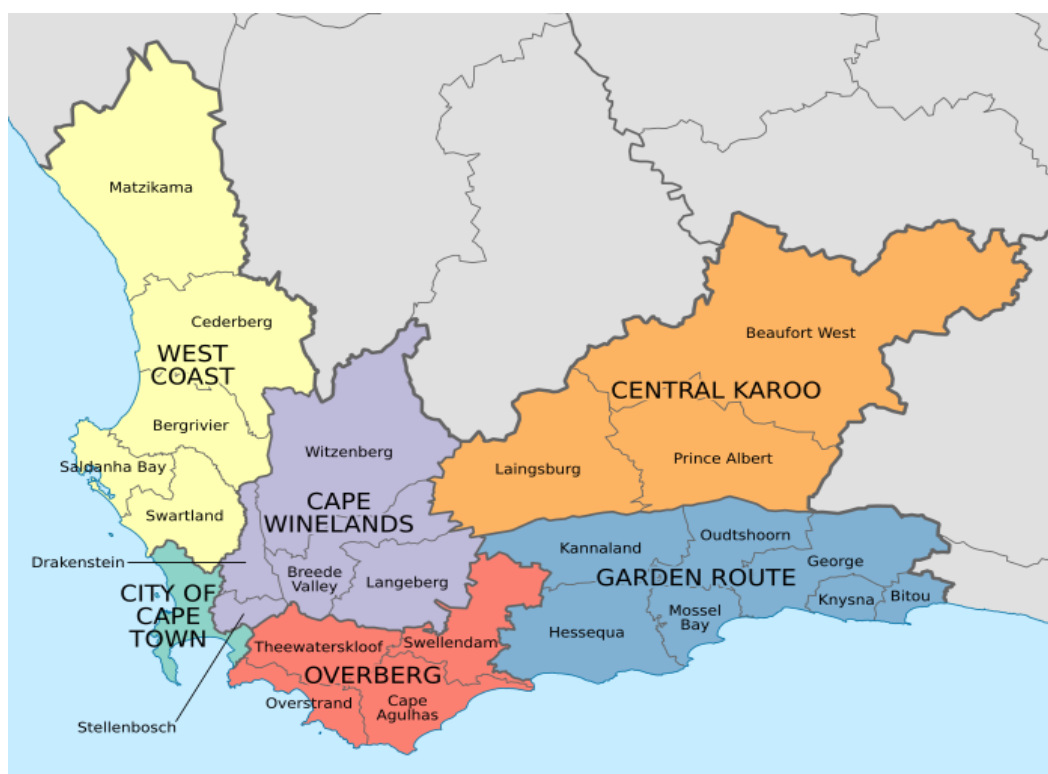 Matzikama
Cederberg
WEST
COAST
Bergrivier
Saldanha Bay
Swartland
Drakenstein
CITY OF
CAPE
TOWN
Stellenbosch
Witzenberg
CAPE
WINELANDS
Breede
Valley
Langeberg
Theewaterskloof
Swellendam
OVERBERG
Overstrand
Cape
Agulhas
Beaufort West
CENTRAL KAROO
Laingsburg
Prince Albert
Kannaland
Oudtshoorn
George
GARDEN ROUTE
Hessequa
Mossel
Bay
Knysna
Bitou